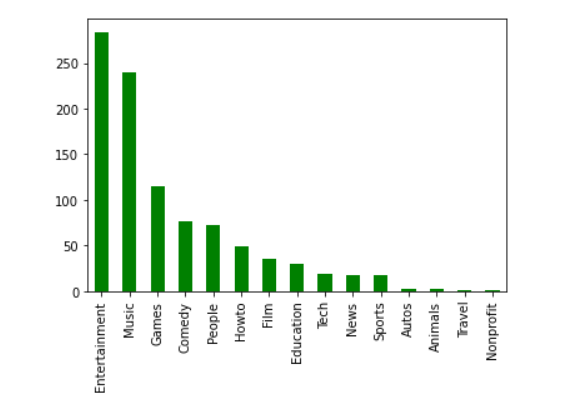 250
200
150
100
50
0
Entertainment
Music
Games
Comedy
People
Howto
Film
Education
Tech
News
Sports
Autos
Animals
Travel
Nonprofit